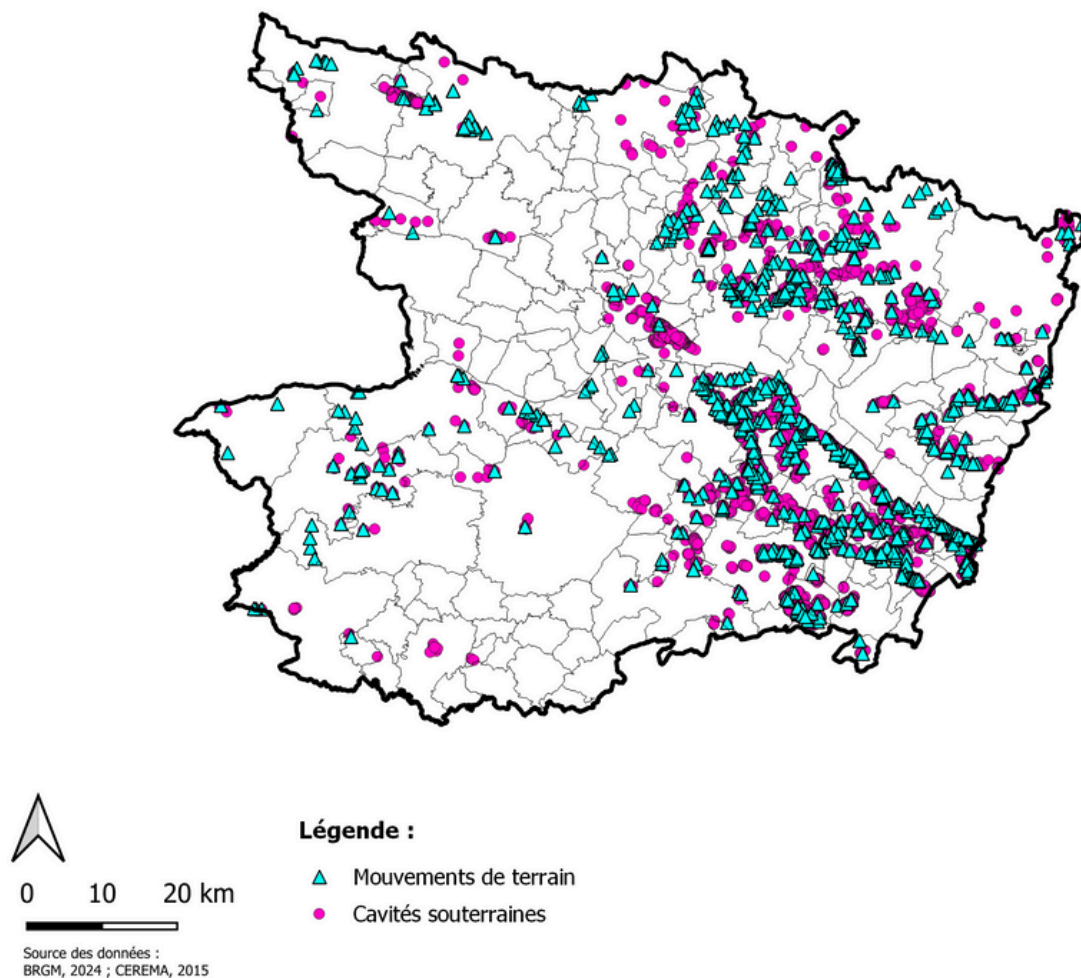 Légende :
0 10 20 km
Mouvements de terrain
Cavités souterraines
Source des données :
BRGM, 2024 ; CEREMA, 2015